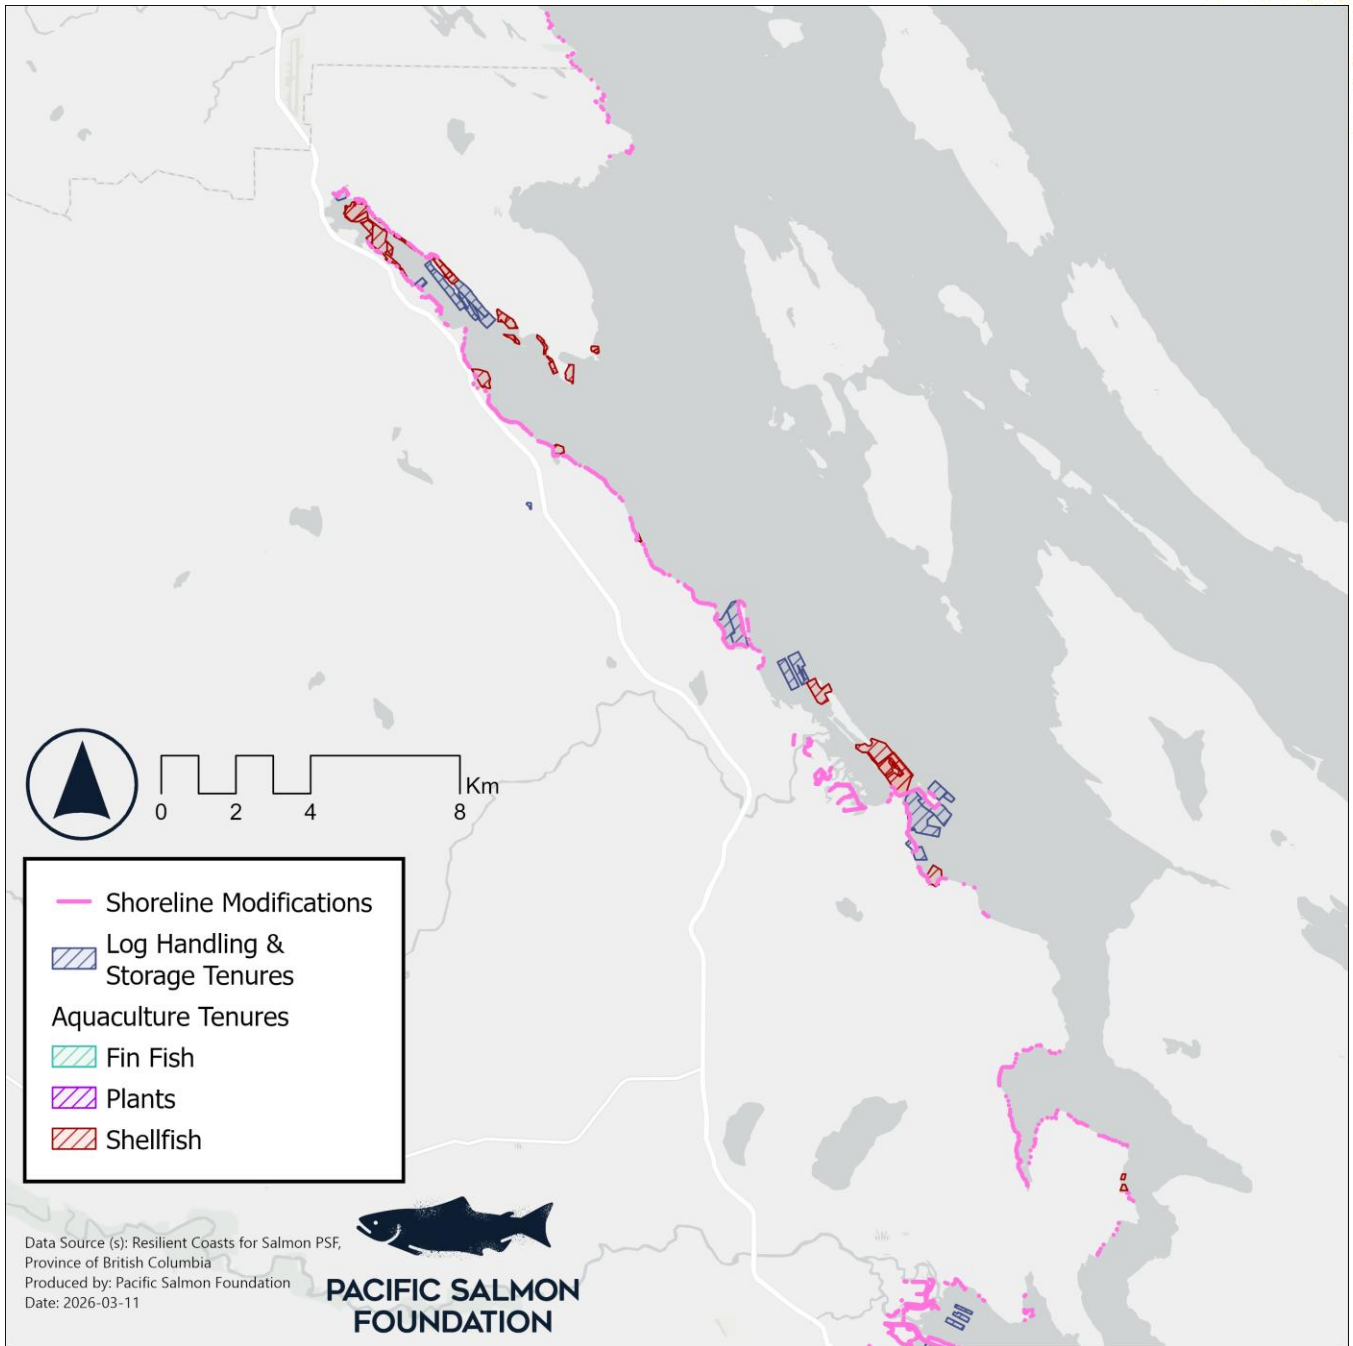 Km
0 2 4 8
Shoreline Modifications
Log Handling &
Storage Tenures
Aquaculture Tenures
Fin Fish
Plants
Shellfish
Data Source (s): Resilient Coasts for Salmon PSF,
Province of British Columbia
Produced by: Pacific Salmon Foundation
Date: 2026-03-11
PACIFIC SALMON
FOUNDATION